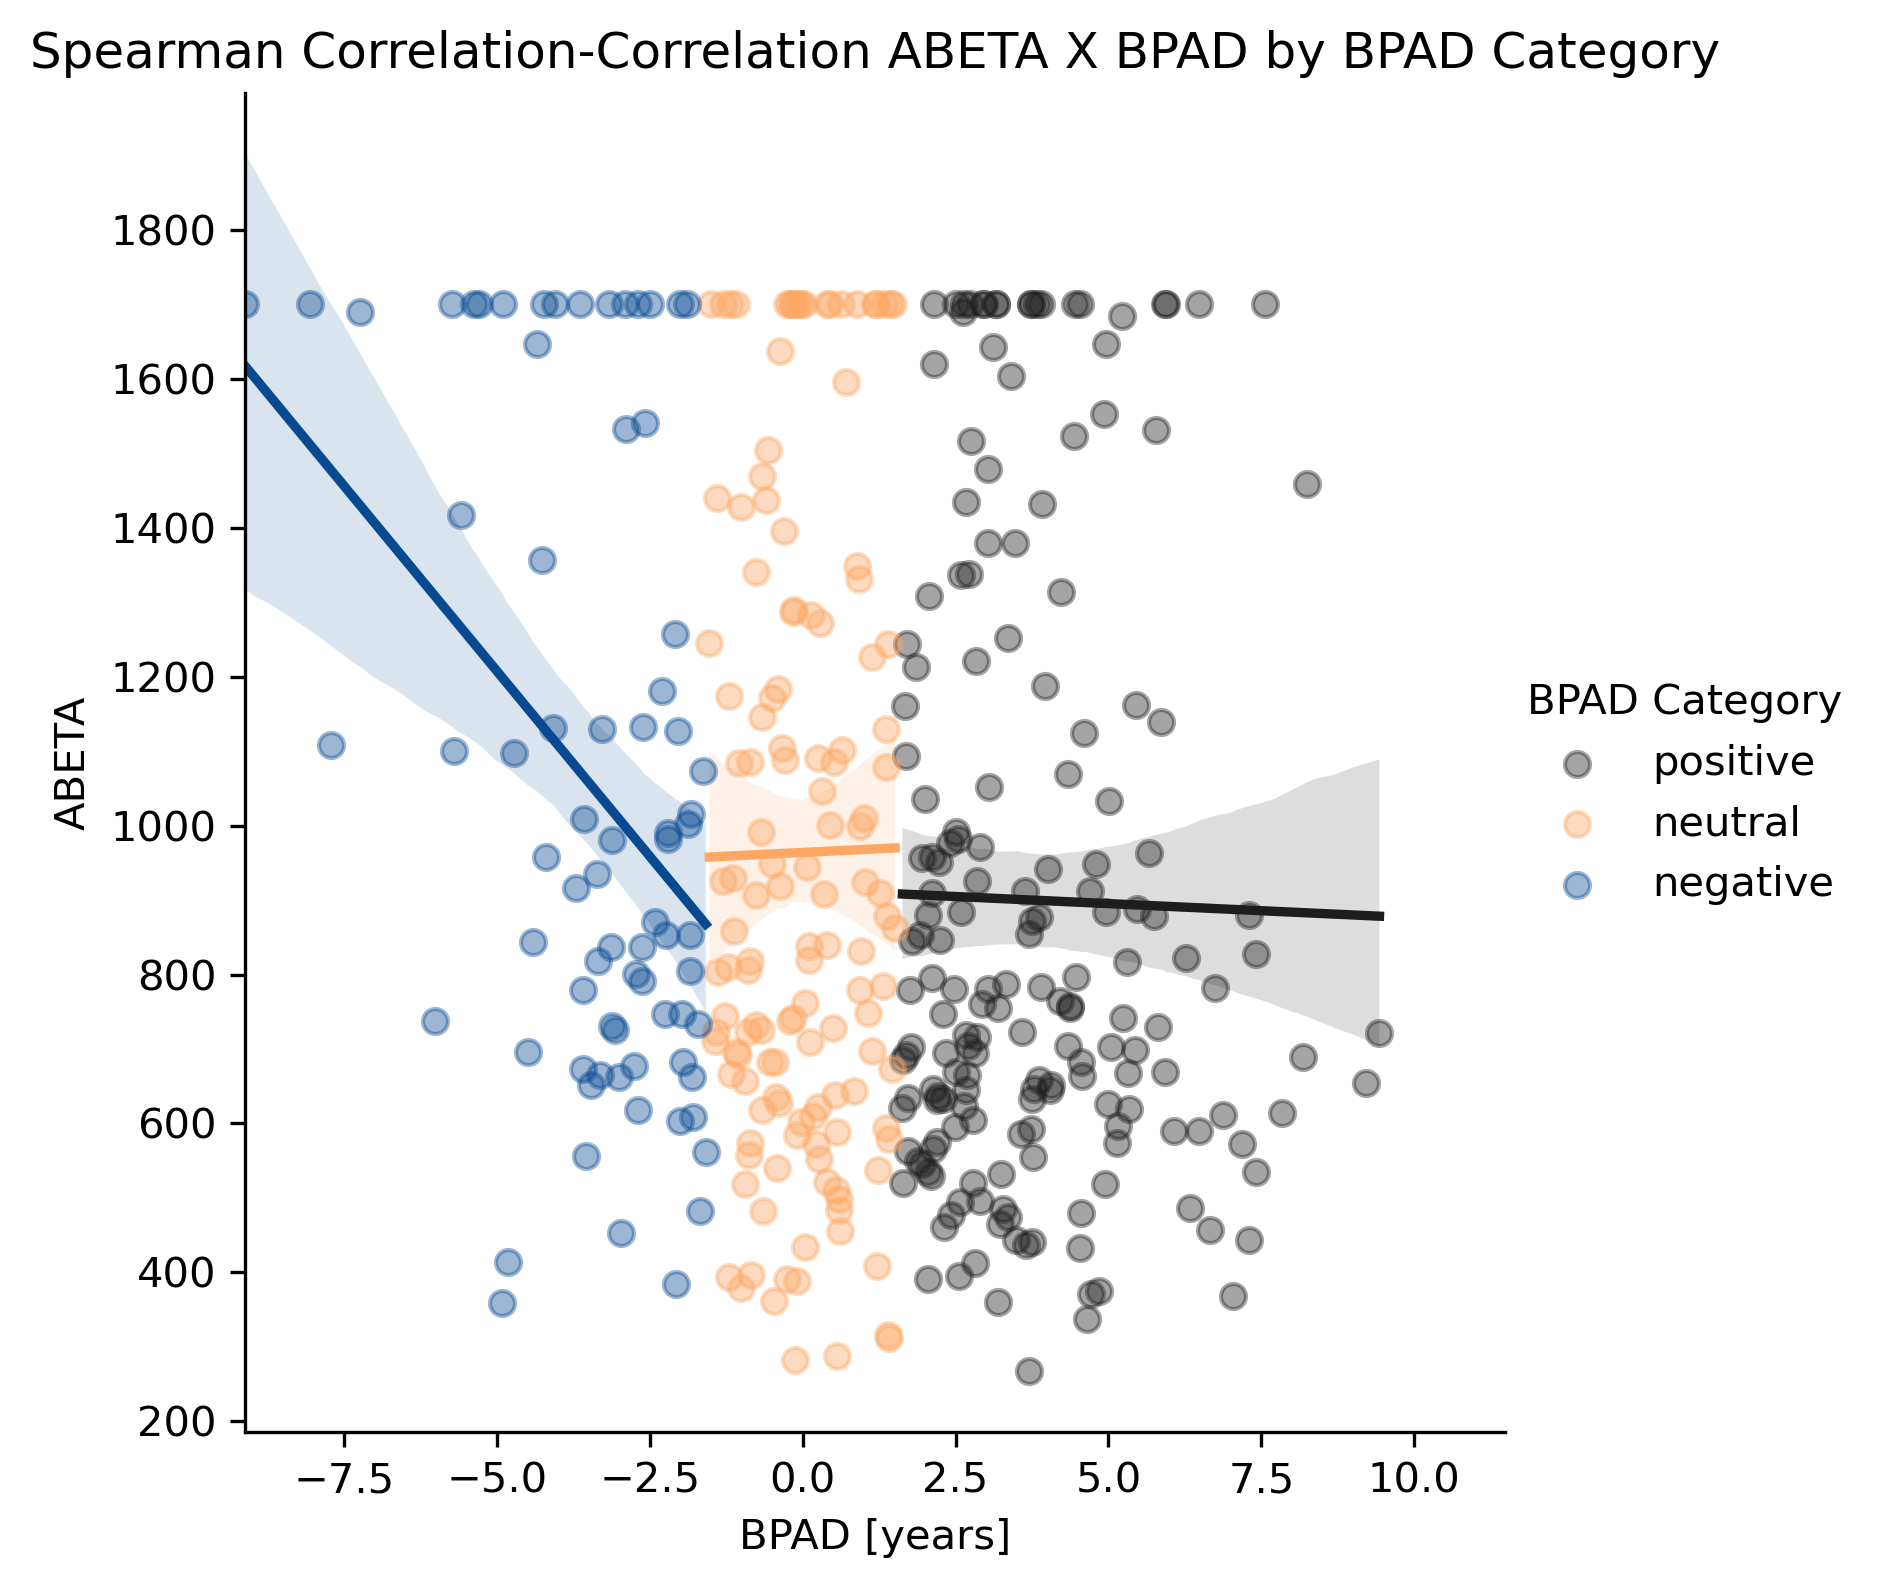 Spearman Correlation-Correlation ABETA X BPAD by BPAD Category
1800
1600
1400
1200
1000
800
600
400
200
ABETA
−7.5 −5.0 −2.5 0.0 2.5 5.0 7.5 10.0
BPAD [years]
BPAD Category
positive
neutral
negative